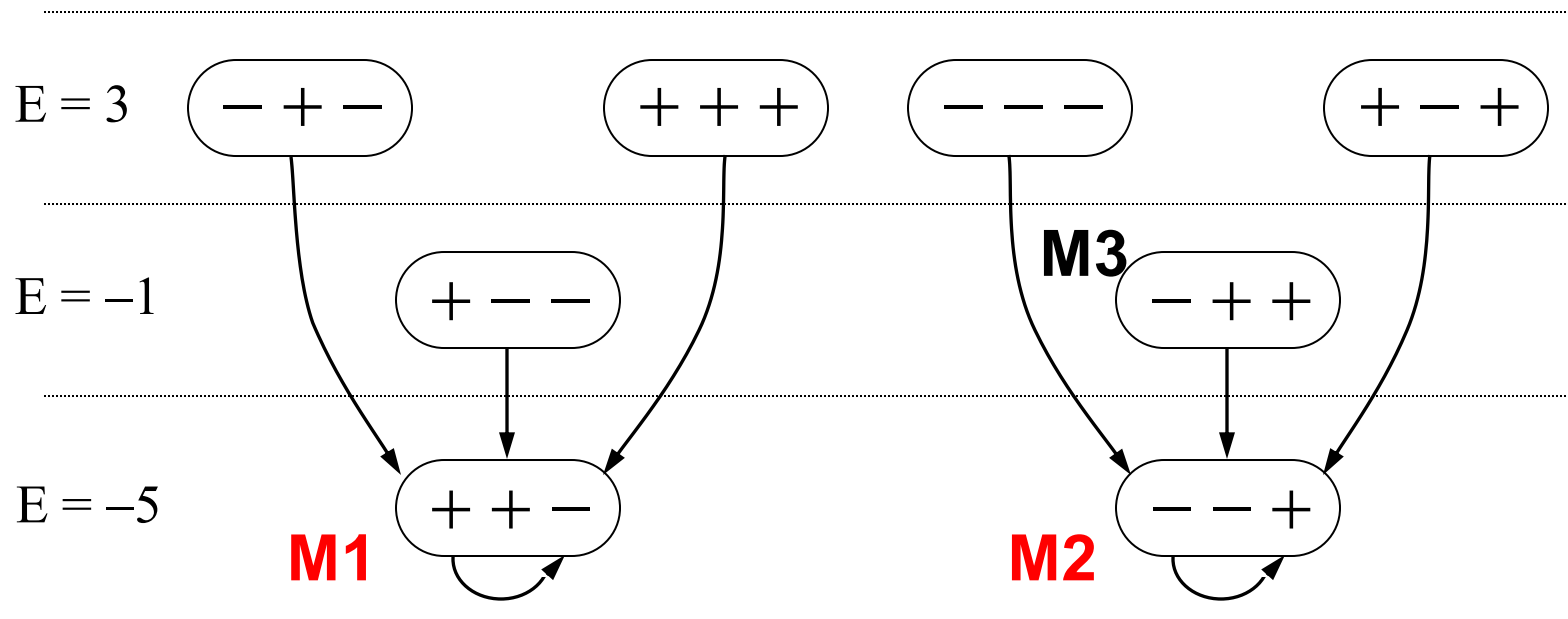 E = 3
− + −
+ + +
− − −
+ − +
M3
E = −1
+ − −
− + +
E = −5
+ + −
− − +
M1
M2